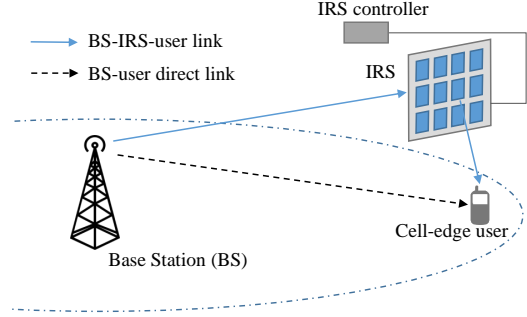 IRS controller
BS-IRS-user link
BS-user direct link
IRS
Cell-edge user
Base Station (BS)